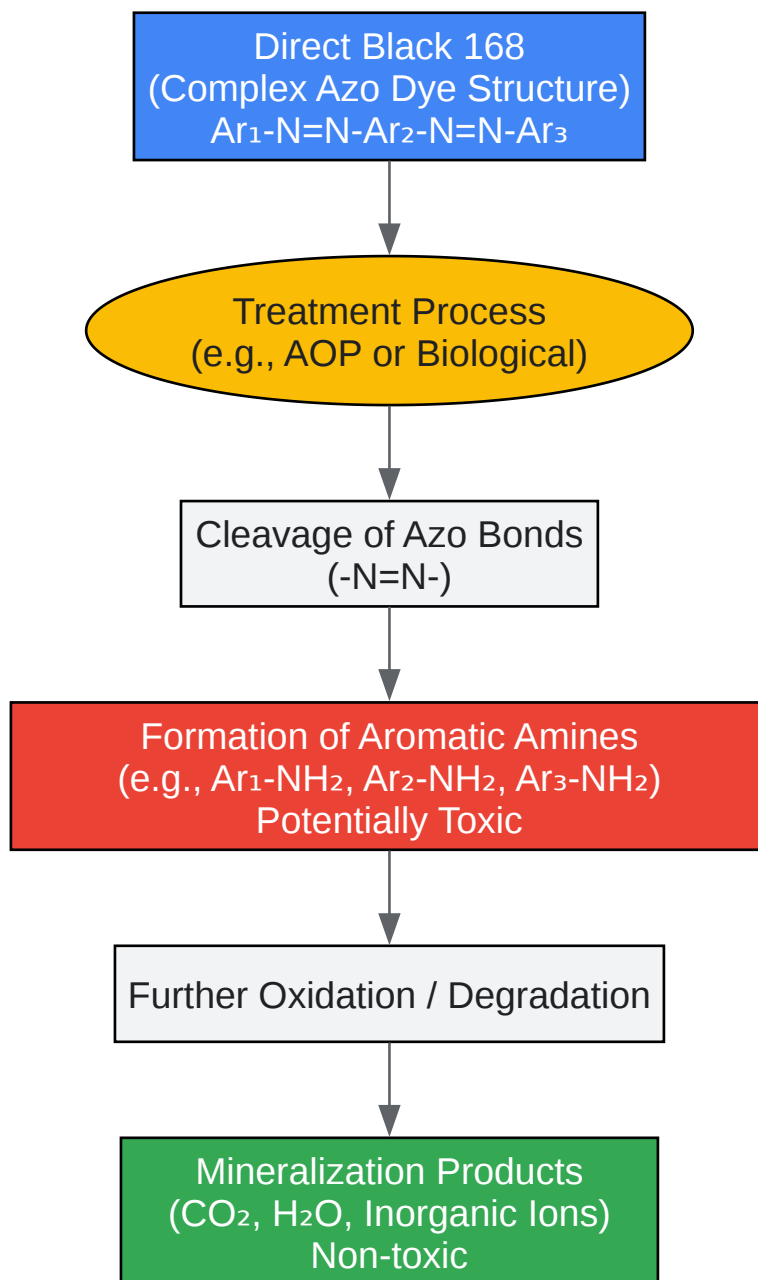 Direct Black 168
(Complex Azo Dye Structure)
Ar₁-N=N-Ar₂-N=N-Ar₃
Treatment Process
(e.g., AOP or Biological)
Cleavage of Azo Bonds
(-N=N-)
Formation of Aromatic Amines
(e.g., Ar₁-NH₂, Ar₂-NH₂, Ar₃-NH₂)
Potentially Toxic
Further Oxidation / Degradation
Mineralization Products
(CO₂, H₂O, Inorganic Ions)
Non-toxic